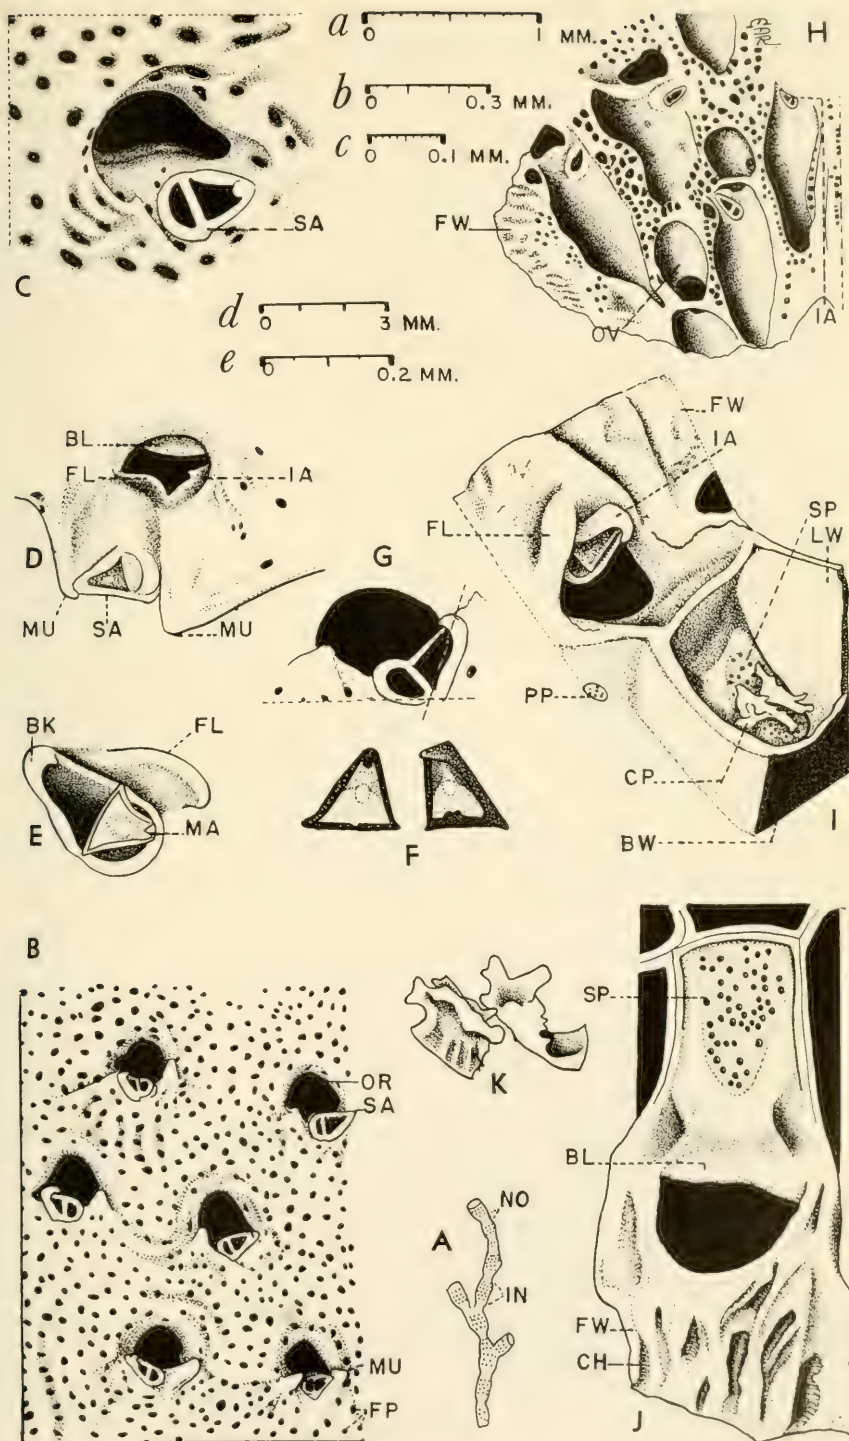 a 0 1 MM.
b 0 0.3 MM.
c 0 0.1 MM.
SA
C
H
FW
OV
IA
d 0 3 MM.
e 0 0.2 MM.
BL
FL
IA
D
MU
SA
MU
G
FW
IA
FL
SP
LW
PP
CP
BW
I
BK
FL
E
MA
F
B
OR
SA
MU
FP
K
A
NO
IN
SP
BL
FW
CH
J